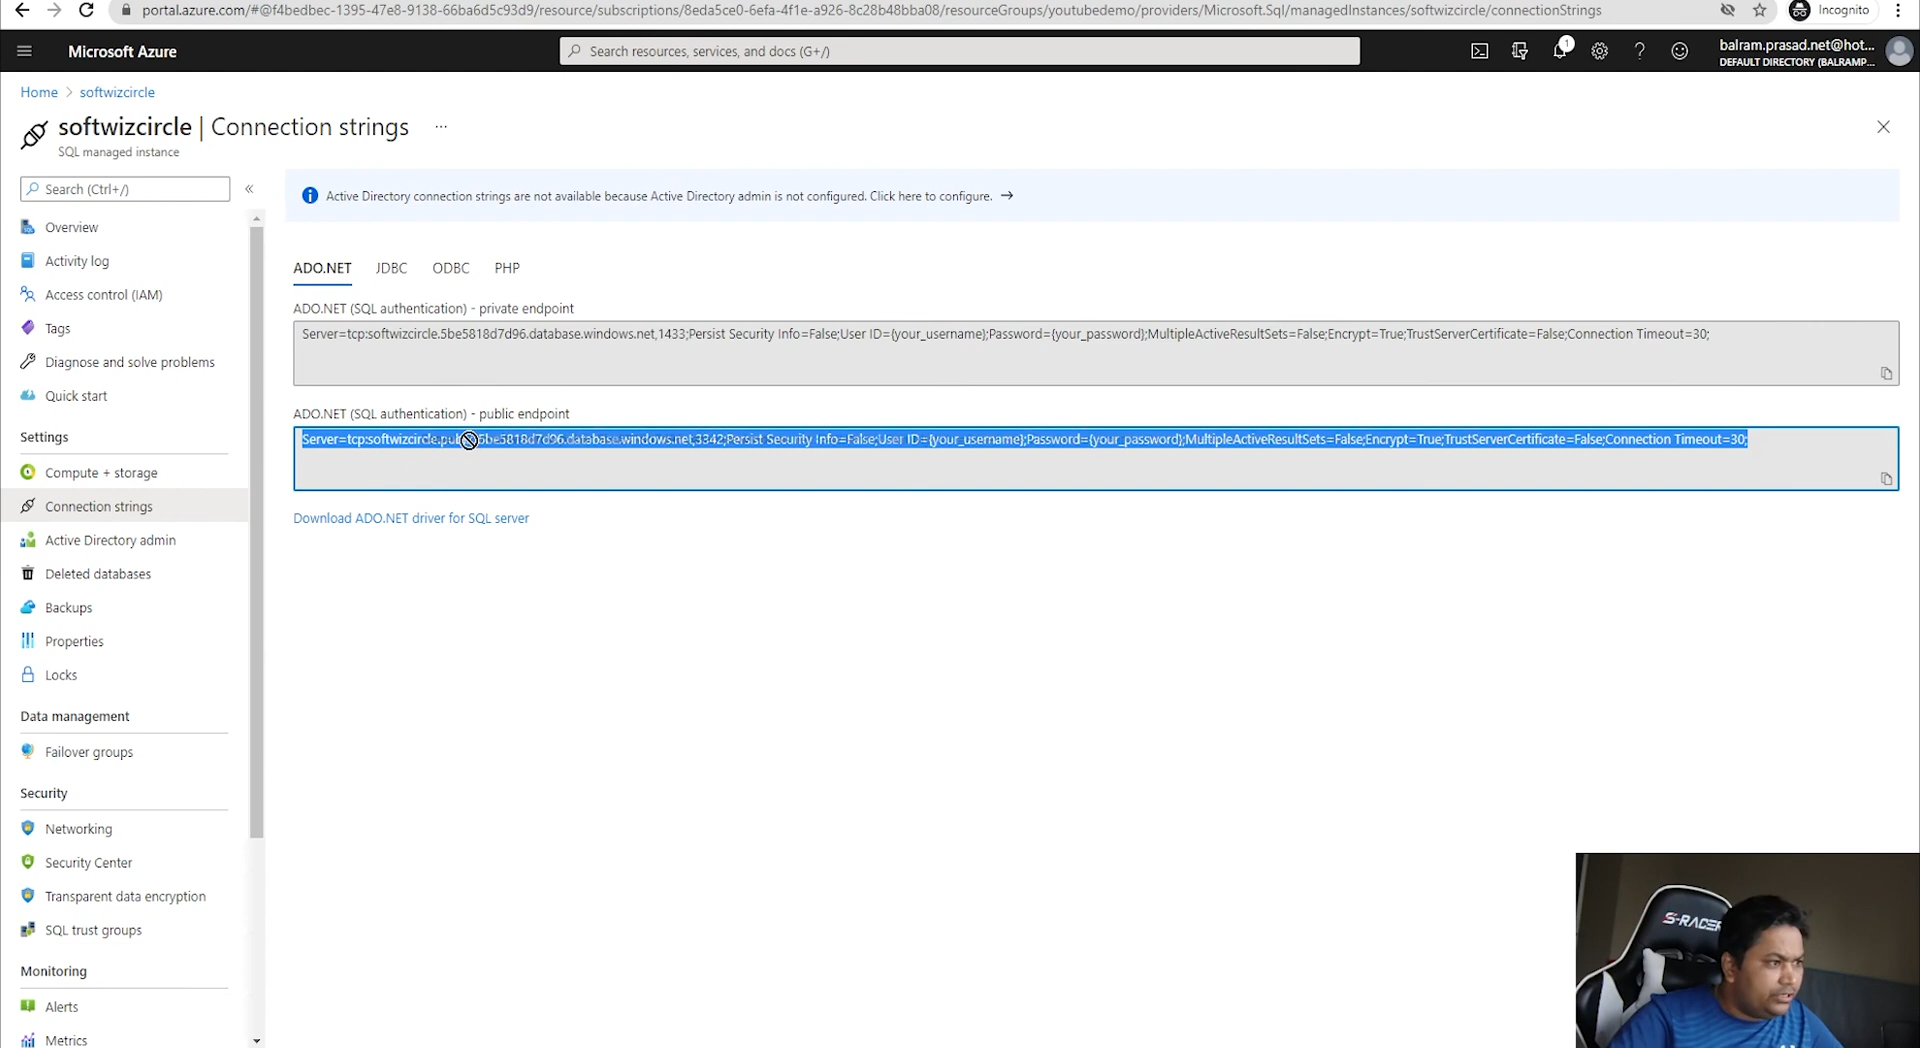 portal.azure.com/#@f4bedbec-1395-47e8-9138-66ba6d5c93d9/resource/subscriptions/8eda5ce0-6efa-4f1e-a926-8c28b48bba08/resourceGroups/youtubedemo/providers/Microsoft.Sql/managedInstances/softwizcircle/connectionStrings
Incognito
Microsoft Azure
Search resources, services, and docs (G+/)
1
balram.prasad.net@hot...
DEFAULT DIRECTORY (BALRAMP...
Home > softwizcircle
softwizcircle | Connection strings ...
SQL managed instance
Search (Ctrl+/)
«
Active Directory connection strings are not available because Active Directory admin is not configured. Click here to configure. →
Overview
Activity log
Access control (IAM)
Tags
Diagnose and solve problems
Quick start
Settings
Compute + storage
Connection strings
Active Directory admin
Deleted databases
Backups
Properties
Locks
Data management
Failover groups
Security
Networking
Security Center
Transparent data encryption
SQL trust groups
Monitoring
Alerts
Metrics
ADO.NET JDBC ODBC PHP
ADO.NET (SQL authentication) - private endpoint
Server=tcp:softwizcircle.5be5818d7d96.database.windows.net,1433;Persist Security Info=False;User ID={your_username};Password={your_password};MultipleActiveResultSets=False;Encrypt=True;TrustServerCertificate=False;Connection Timeout=30;
ADO.NET (SQL authentication) - public endpoint
Server=tcp:softwizcircle.pub 5be5818d7d96.database.windows.net,3342;Persist Security Info=False;User ID={your_username};Password={your_password};MultipleActiveResultSets=False;Encrypt=True;TrustServerCertificate=False;Connection Timeout=30;
Download ADO.NET driver for SQL server
S-RACER